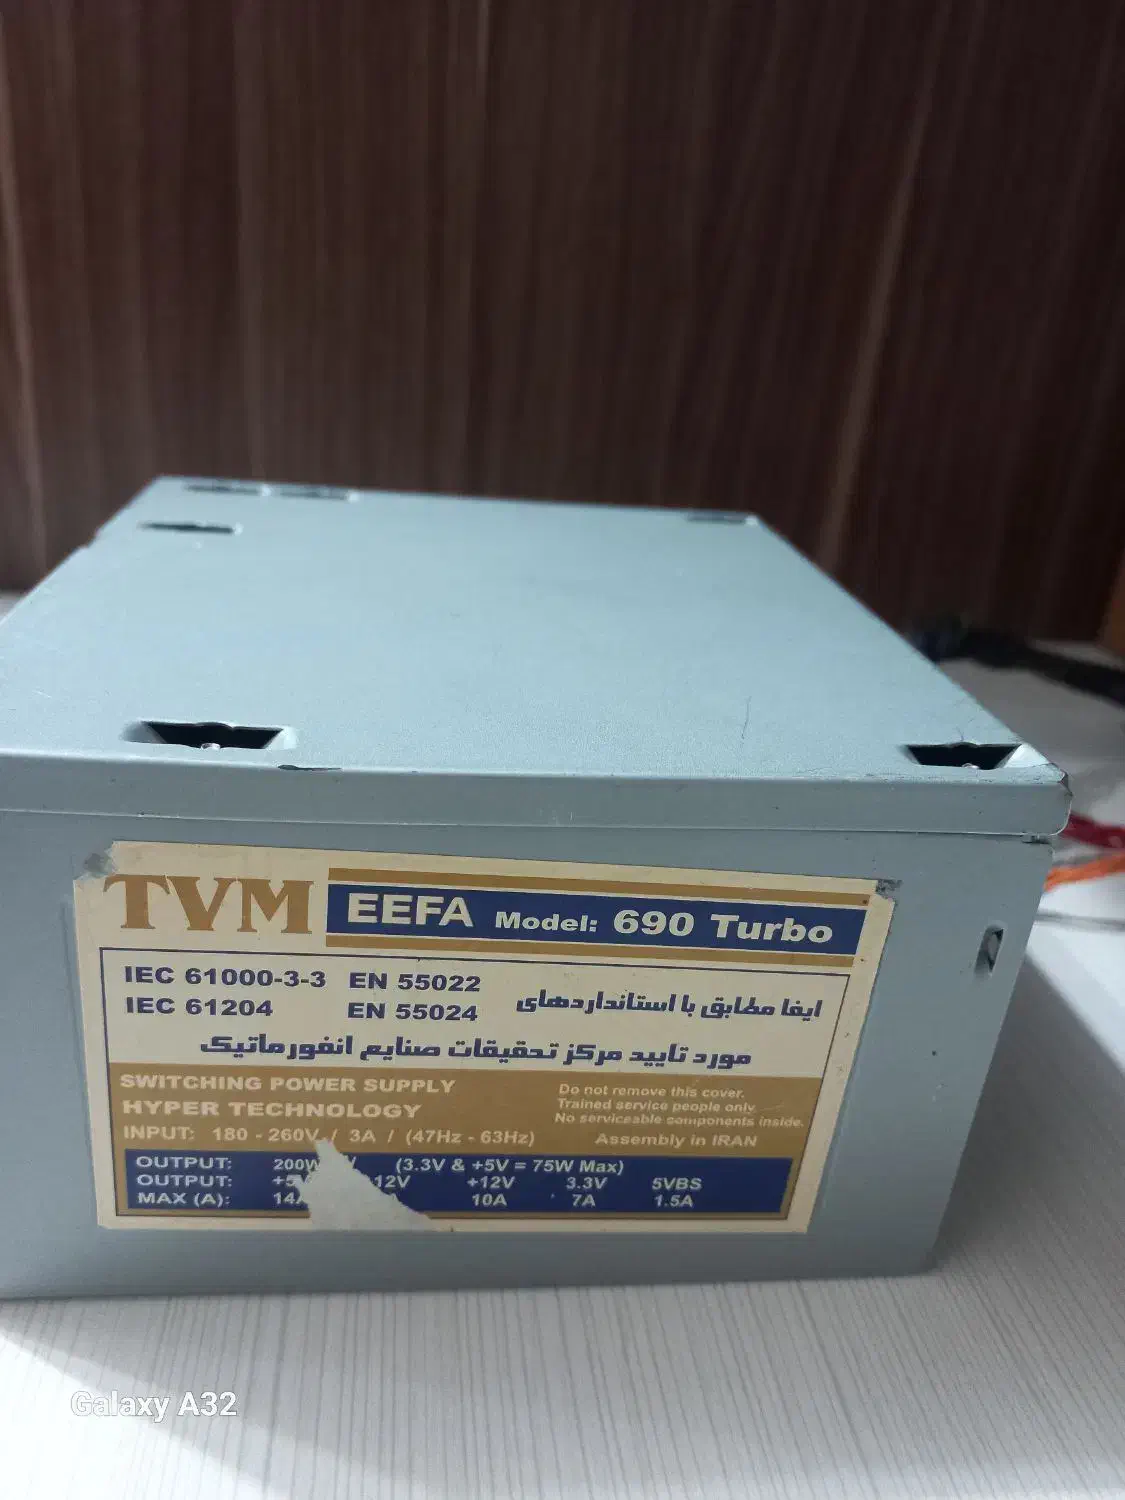 TVM EEFA Model: 690 Turbo
IEC 61000-3-3 EN 55022
IEC 61204 EN 55024
ایفا مطابق با استانداردهای
مورد تایید مرکز تحقیقات صنایع انفورماتیک
SWITCHING POWER SUPPLY
HYPER TECHNOLOGY
Do not remove this cover.
Trained service people only.
No serviceable components inside.
INPUT: 180 - 260V / 3A / (47Hz - 63Hz)
Assembly in IRAN
OUTPUT: 200W (3.3V & +5V = 75W Max)
OUTPUT: 12V +12V 3.3V 5VBS
MAX (A): 10A 7A 1.5A
Galaxy A32